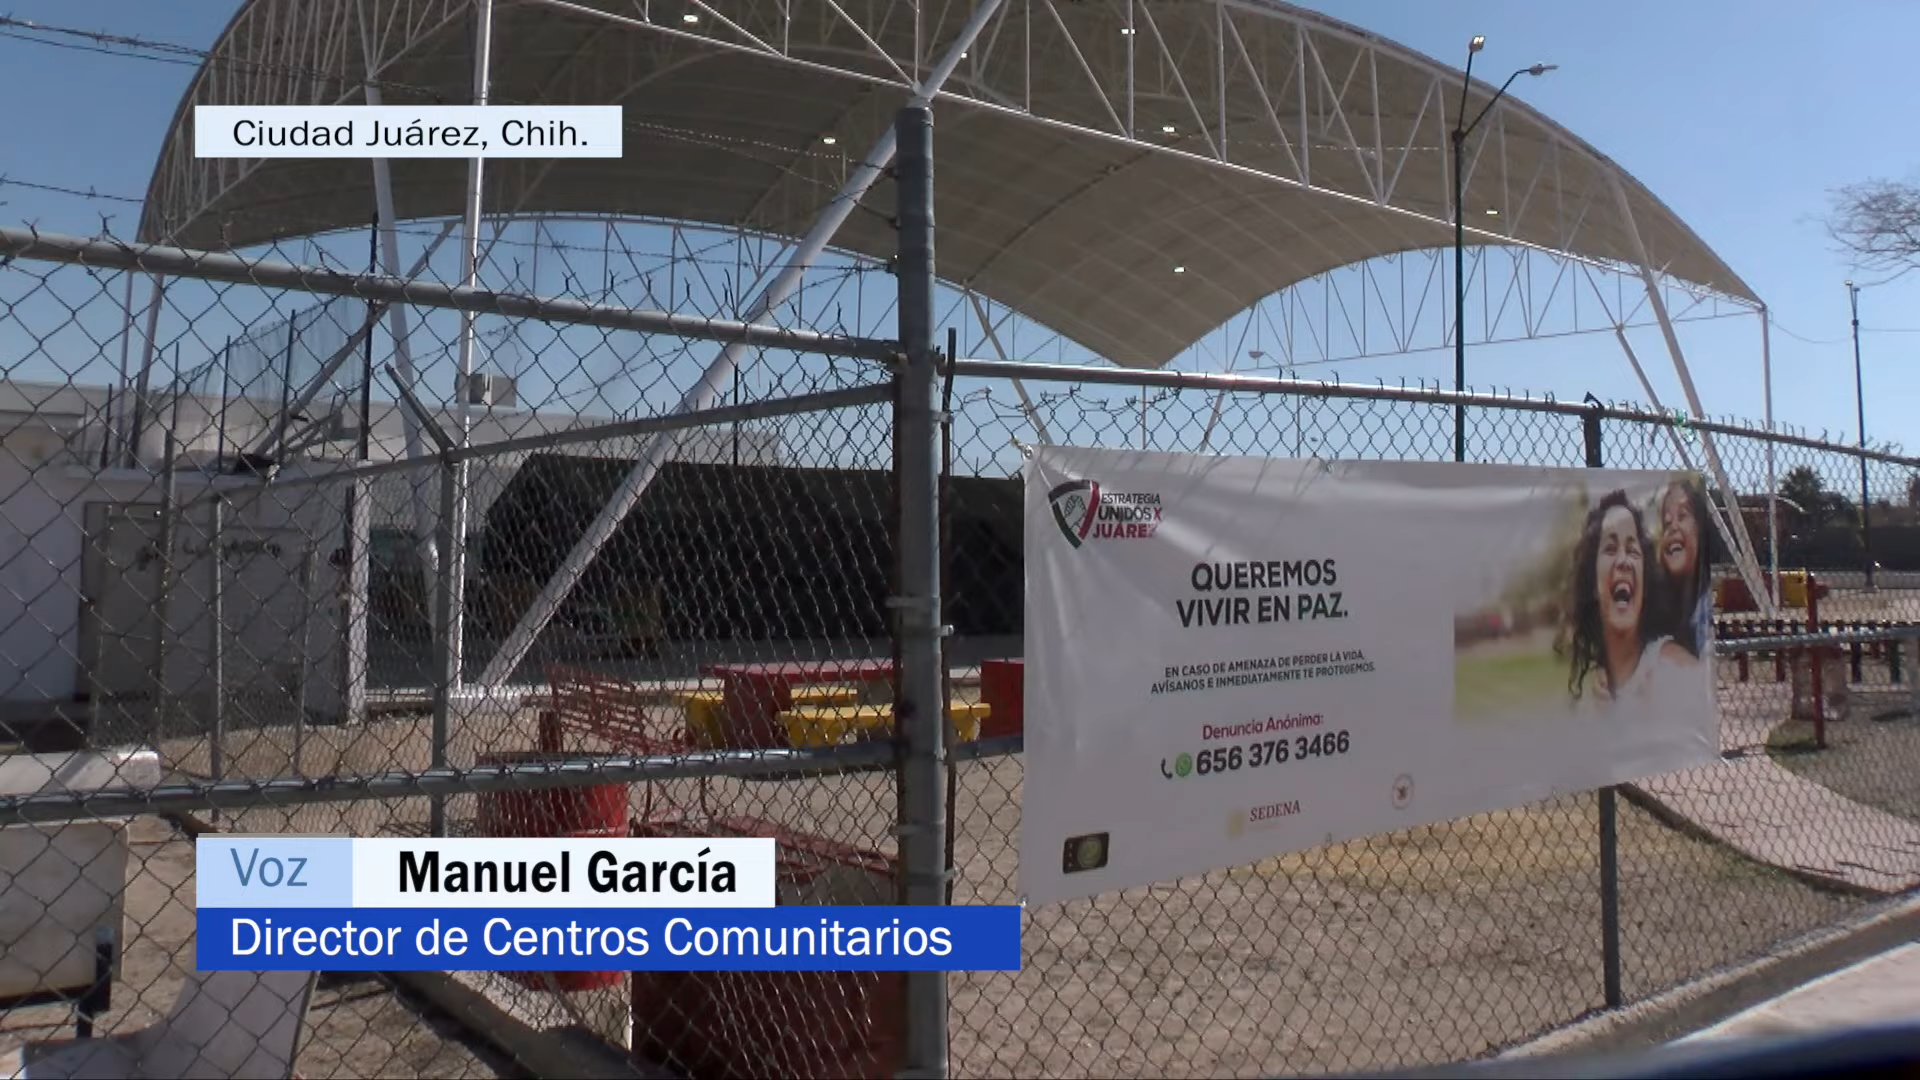 Ciudad Juárez, Chih.
ESTRATEGIA
UNIDOS X
JUÁREZ
QUEREMOS
VIVIR EN PAZ.
EN CASO DE AMENAZA DE PERDER LA VIDA,
AVÍSANOS E INMEDIATAMENTE TE PROTEGEMOS.
Denuncia Anónima:
656 376 3466
SEDENA
Voz Manuel García
Director de Centros Comunitarios